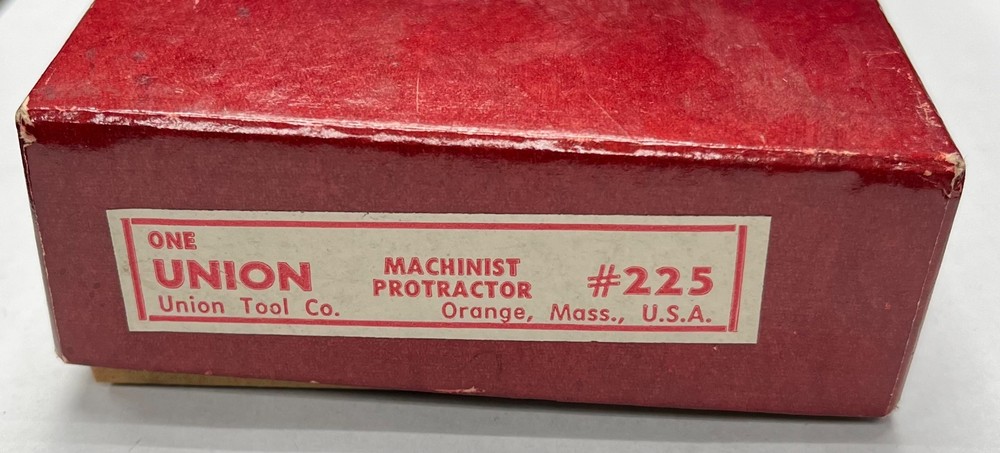 ONE
UNION MACHINIST PROTRACTOR #225
Union Tool Co. Orange, Mass., U.S.A.